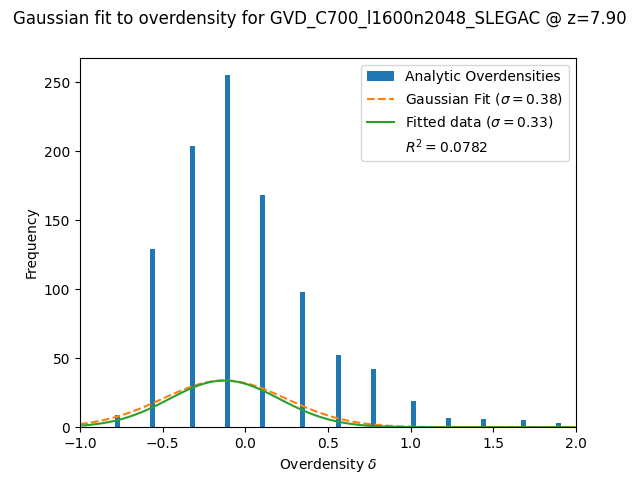 Gaussian fit to overdensity for GVD_C700_l1600n2048_SLEGAC @ z=7.90
Analytic Overdensities
Gaussian Fit (σ = 0.38)
Fitted data (σ = 0.33)
R² = 0.0782
Frequency
250
200
150
100
50
0
−1.0 −0.5 0.0 0.5 1.0 1.5 2.0
Overdensity δ